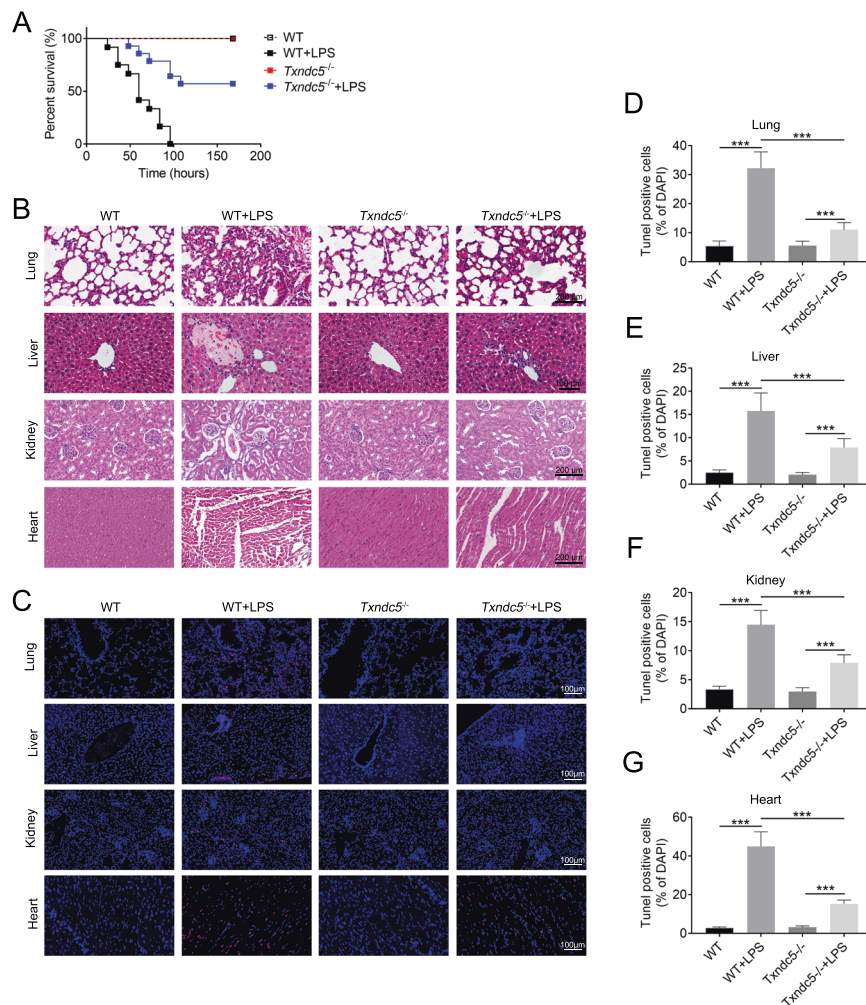 A
Percent survival (%)
100
50
0
0 50 100 150 200
Time (hours)
WT
WT+LPS
Txndc5-/-
Txndc5-/-+LPS
B
WT WT+LPS Txndc5-/- Txndc5-/-+LPS
Lung
200 μm
Liver
100 μm
Kidney
200 μm
Heart
200 μm
C
WT WT+LPS Txndc5-/- Txndc5-/-+LPS
Lung
100μm
Liver
100μm
Kidney
100μm
Heart
100μm
D
Lung
Tunel positive cells
(% of DAPI)
40
30
20
10
0
***
***
***
WT
WT+LPS
Txndc5-/-
Txndc5-/-+LPS
E
Liver
Tunel positive cells
(% of DAPI)
25
20
15
10
5
0
***
***
***
WT
WT+LPS
Txndc5-/-
Txndc5-/-+LPS
F
Kidney
Tunel positive cells
(% of DAPI)
20
15
10
5
0
***
***
***
WT
WT+LPS
Txndc5-/-
Txndc5-/-+LPS
G
Heart
Tunel positive cells
(% of DAPI)
60
40
20
0
***
***
***
WT
WT+LPS
Txndc5-/-
Txndc5-/-+LPS